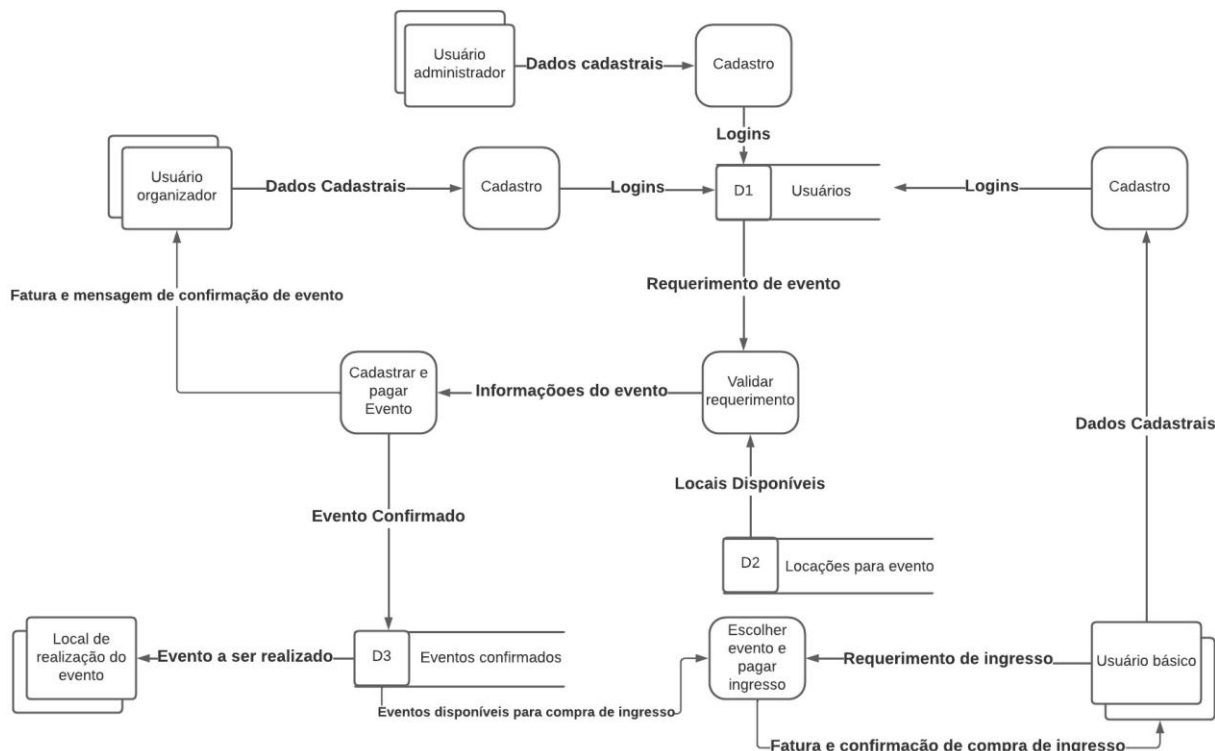 Usuário
administrador
Dados cadastrais
Cadastro
Logins
Usuário
organizador
Dados Cadastrais
Cadastro
Logins
D1
Usuários
Logins
Cadastro
Fatura e mensagem de confirmação de evento
Requerimento de evento
Cadastrar e
pagar
Evento
Informaçõoes do evento
Validar
requerimento
Dados Cadastrais
Locais Disponíveis
Evento Confirmado
D2
Locações para evento
Local de
realização do
evento
Evento a ser realizado
D3
Eventos confirmados
Escolher
evento e
pagar
ingresso
Requerimento de ingresso
Usuário básico
Eventos disponíveis para compra de ingresso
Fatura e confirmação de compra de ingresso